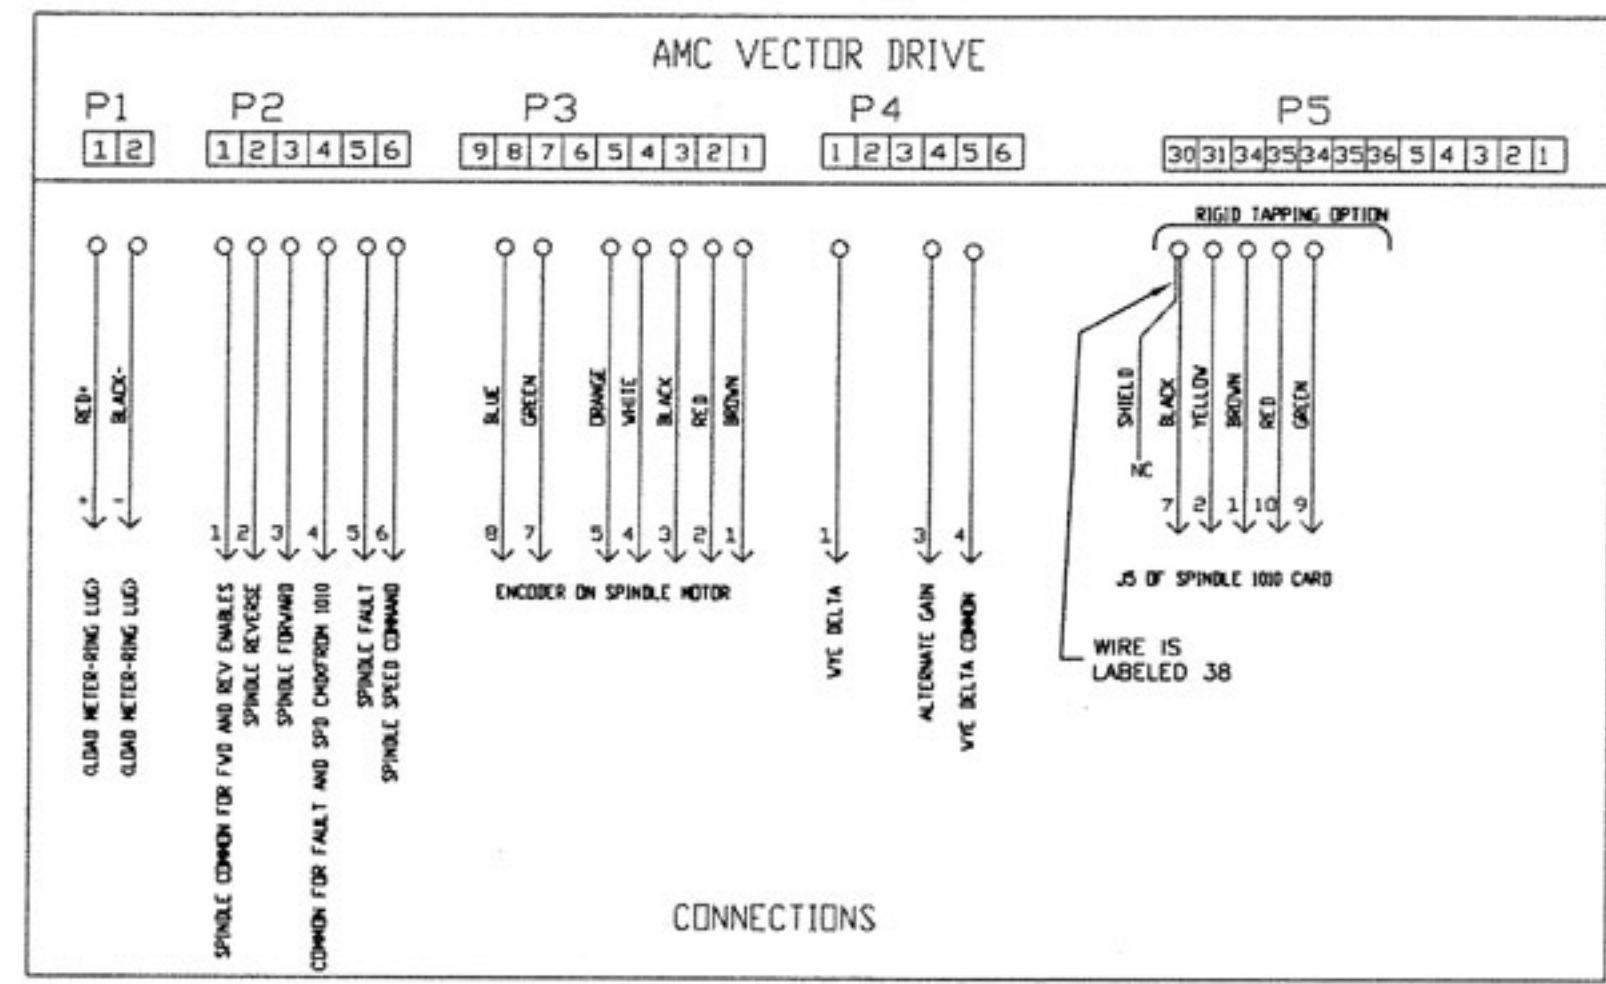 AMC VECTOR DRIVE
P1 P2 P3 P4 P5
1 2 1 2 3 4 5 6 9 8 7 6 5 4 3 2 1 1 2 3 4 5 6 30 31 34 35 34 35 36 5 4 3 2 1
RIGID TAPPING OPTION
RED+
BLACK-
BLUE
GREEN
ORANGE
WHITE
BLACK
RED
BROWN
SHIELD
BLACK
YELLOW
BROWN
RED
GREEN
NC
+ -
1 2 3 4 5 6
8 7 5 4 3 2 1
1 3 4
7 2 1 10 9
(LOAD METER-RING LUG)
(LOAD METER-RING LUG)
SPINDLE COMMON FOR FWD AND REV ENABLES
SPINDLE REVERSE
SPINDLE FORWARD
COMMON FOR FAULT AND SPD CMD(FROM 1010
SPINDLE FAULT
SPINDLE SPEED COMMAND
ENCODER ON SPINDLE MOTOR
WYE DELTA
ALTERNATE GAIN
WYE DELTA COMMON
J5 OF SPINDLE 1010 CARD
WIRE IS
LABELED 38
CONNECTIONS